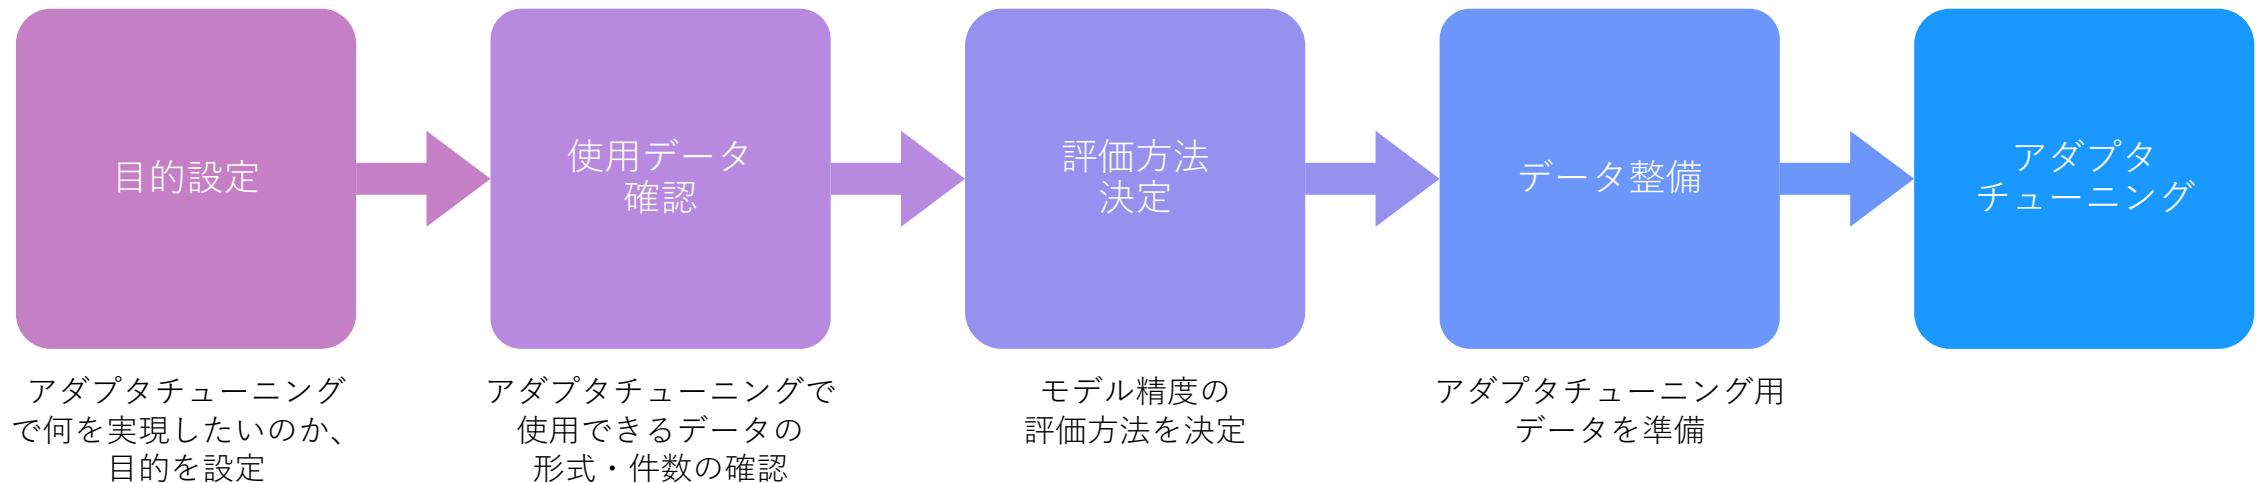 目的設定
使用データ
確認
評価方法
決定
データ整備
アダプタ
チューニング
アダプタチューニング
で何を実現したいのか、
目的を設定
アダプタチューニングで
使用できるデータの
形式・件数の確認
モデル精度の
評価方法を決定
アダプタチューニング用
データを準備